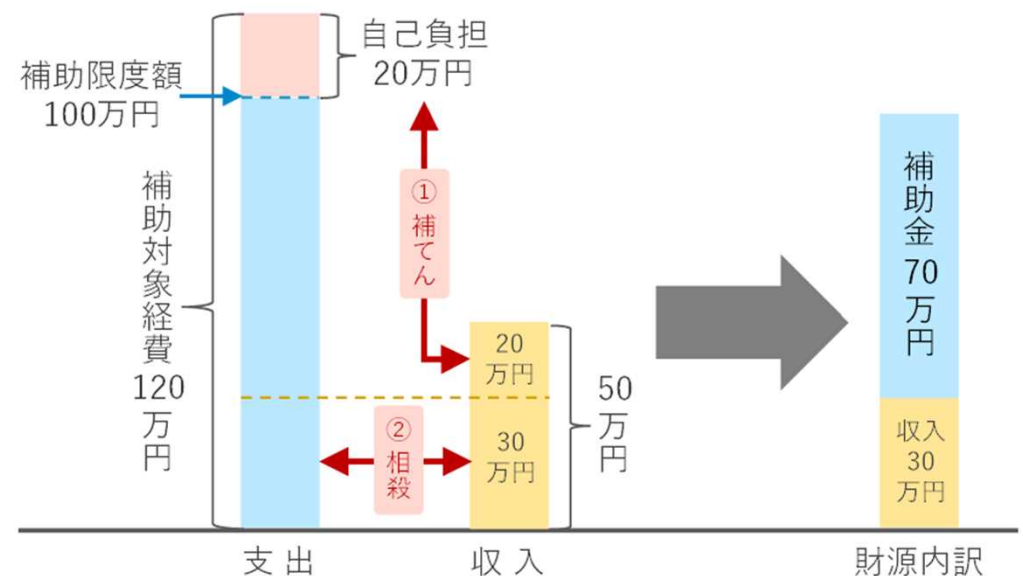 自己負担
20万円
補助限度額
100万円
補助対象経費
120
万
円
①
補てん
20
万円
②
相殺
30
万円
50
万
円
補助金
70
万
円
収入
30
万円
支出
収入
財源内訳